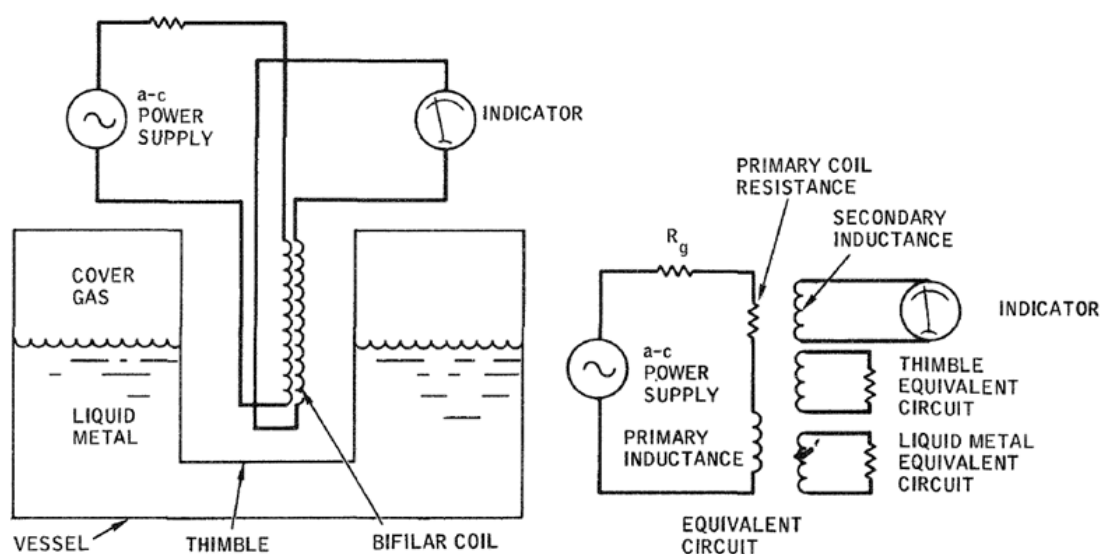 a-c
POWER
SUPPLY
INDICATOR
COVER
GAS
LIQUID
METAL
VESSEL
THIMBLE
BIFILAR COIL
PRIMARY COIL
RESISTANCE
SECONDARY
INDUCTANCE
Rg
INDICATOR
a-c
POWER
SUPPLY
THIMBLE
EQUIVALENT
CIRCUIT
PRIMARY
INDUCTANCE
LIQUID METAL
EQUIVALENT
CIRCUIT
EQUIVALENT
CIRCUIT